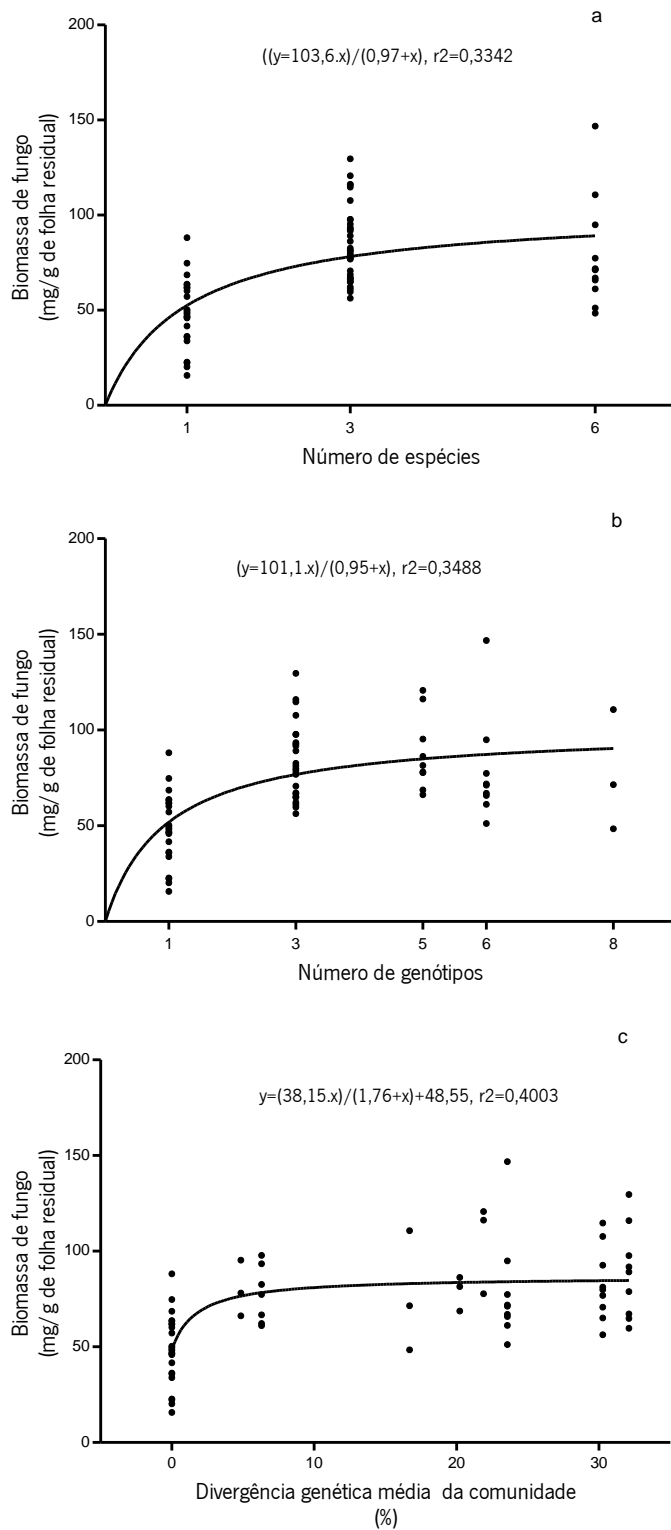 a
((y=103,6.x)/(0,97+x), r2=0,3342
200
150
100
50
0
Biomassa de fungo
(mg/ g de folha residual)
1 3 6
Número de espécies
b
(y=101,1.x)/(0,95+x), r2=0,3488
200
150
100
50
0
Biomassa de fungo
(mg/ g de folha residual)
1 3 5 6 8
Número de genótipos
c
y=(38,15.x)/(1,76+x)+48,55, r2=0,4003
200
150
100
50
0
Biomassa de fungo
(mg/ g de folha residual)
0 10 20 30
Divergência genética média da comunidade
(%)